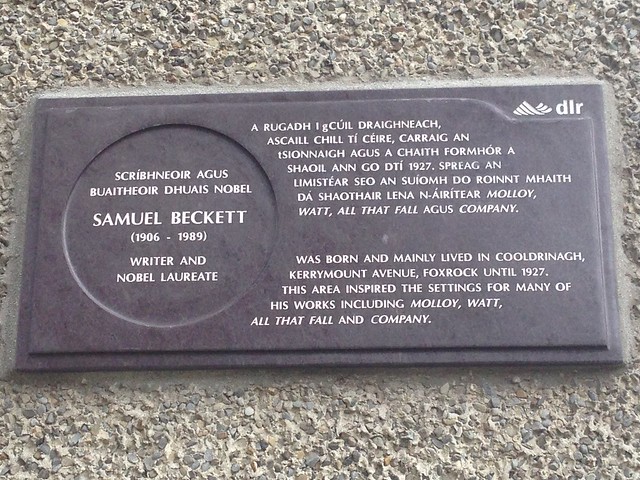 dlr
SCRÍBHNEOIR AGUS
BUAITHEOIR DHUAIS NOBEL
SAMUEL BECKETT
(1906 - 1989)
WRITER AND
NOBEL LAUREATE
A RUGADH I gCÚIL DRAIGHNEACH,
ASCAILL CHILL TÍ CÉIRE, CARRAIG AN
tSIONNAIGH AGUS A CHAITH FORMHÓR A
SHAOIL ANN GO DTÍ 1927. SPREAG AN
LIMISTÉAR SEO AN SUÍOMH DO ROINNT MHAITH
DÁ SHAOTHAIR LENA N-ÁIRÍTEAR MOLLOY,
WATT, ALL THAT FALL AGUS COMPANY.
WAS BORN AND MAINLY LIVED IN COOLDRINAGH,
KERRYMOUNT AVENUE, FOXROCK UNTIL 1927.
THIS AREA INSPIRED THE SETTINGS FOR MANY OF
HIS WORKS INCLUDING MOLLOY, WATT,
ALL THAT FALL AND COMPANY.